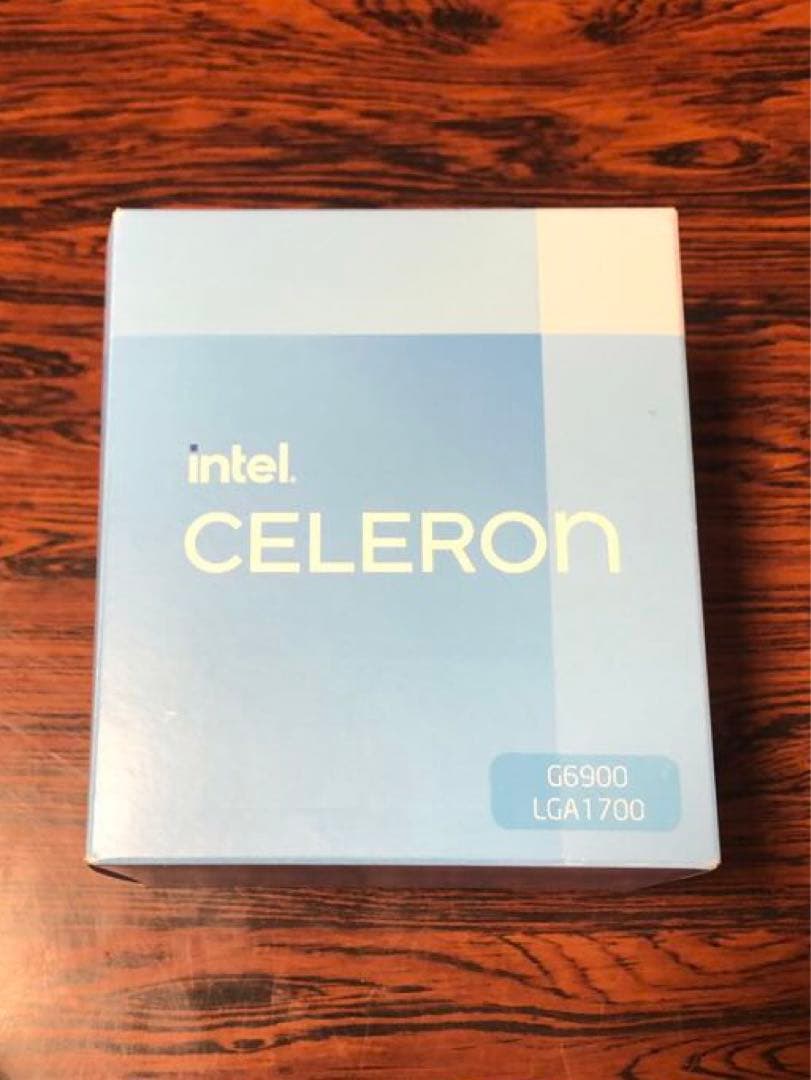 intel.
CELERON
G6900
LGA1700